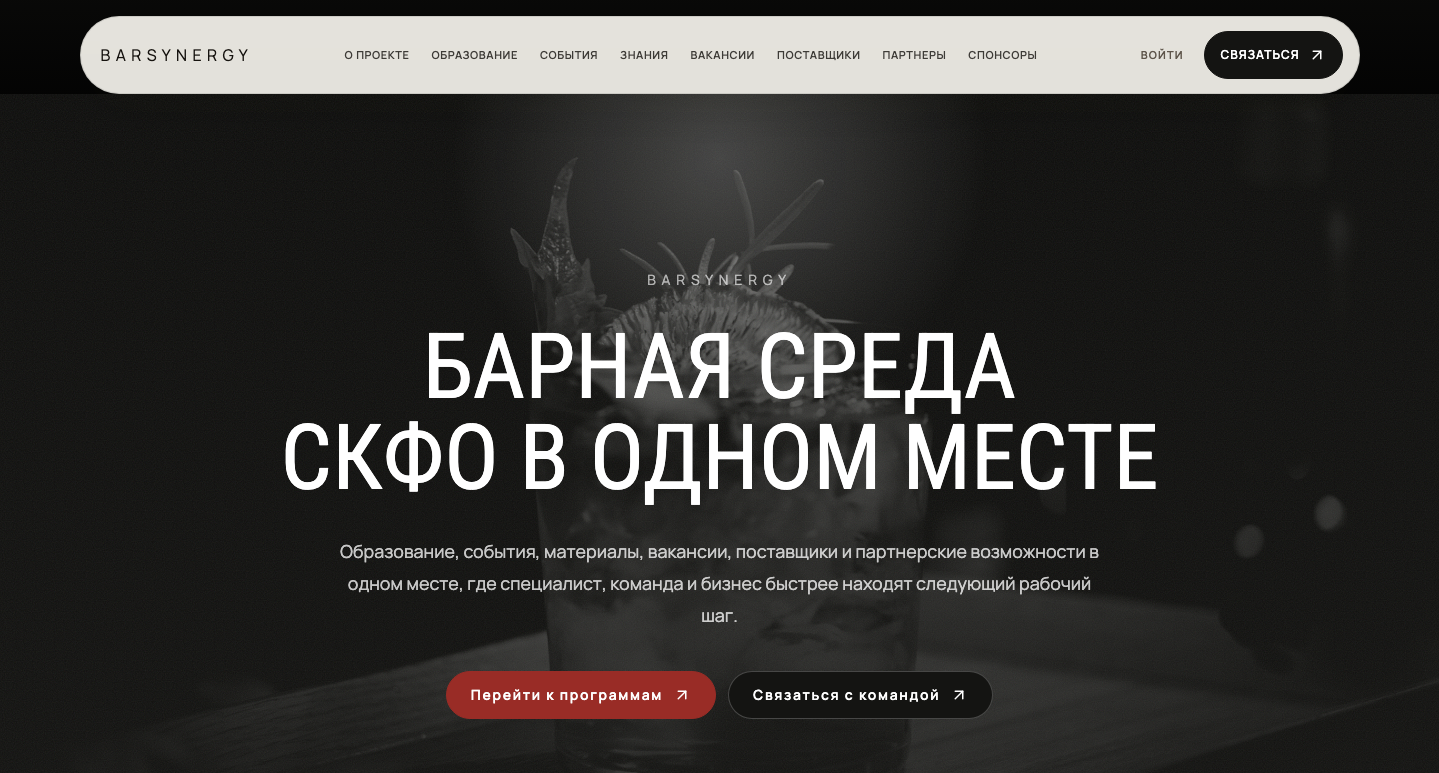 BARSYNERGY
О ПРОЕКТЕ
ОБРАЗОВАНИЕ
СОБЫТИЯ
ЗНАНИЯ
ВАКАНСИИ
ПОСТАВЩИКИ
ПАРТНЕРЫ
СПОНСОРЫ
ВОЙТИ
СВЯЗАТЬСЯ
BARSYNERGY
БАРНАЯ СРЕДА
СКФО В ОДНОМ МЕСТЕ
Образование, события, материалы, вакансии, поставщики и партнерские возможности в
одном месте, где специалист, команда и бизнес быстрее находят следующий рабочий
шаг.
Перейти к программам
Связаться с командой